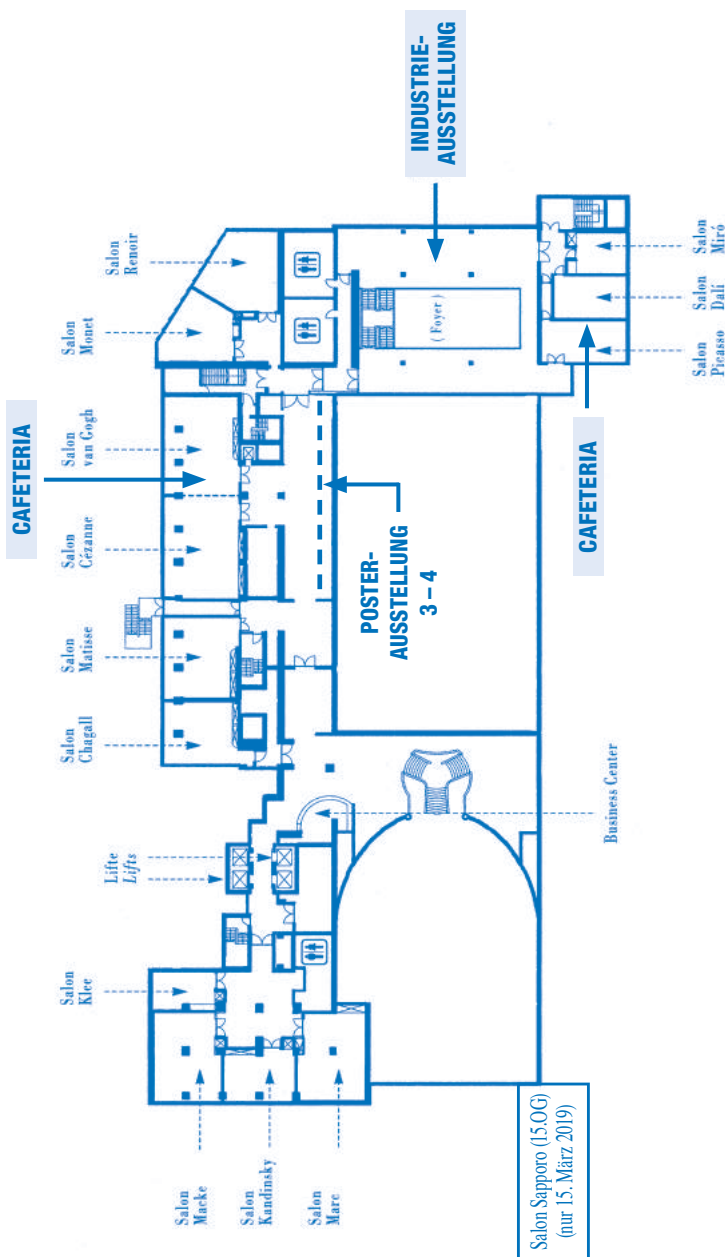 Salon
Macke
Salon
Kandinsky
Salon
Marc
Salon Sapporo (15.OG)
(nur 15. März 2019)
Salon
Klee
Lifte
Lifts
Business Center
Salon
Chagall
Salon
Matisse
Salon
Cézanne
Salon
van Gogh
CAFETERIA
POSTER-
AUSSTELLUNG
3 – 4
Salon
Monet
Salon
Renoir
INDUSTRIE-
AUSSTELLUNG
( Foyer )
CAFETERIA
Salon
Picasso
Salon
Dalí
Salon
Miró